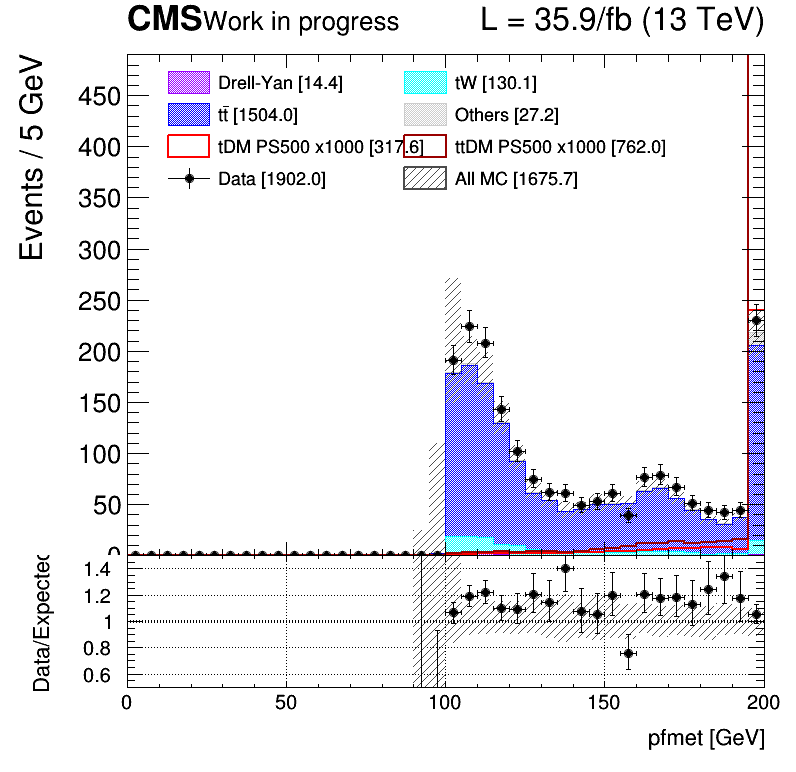 CMS Work in progress L = 35.9/fb (13 TeV)
Events / 5 GeV
450
400
350
300
250
200
150
100
50
0
Drell-Yan [14.4] tW [130.1]
tt̄ [1504.0] Others [27.2]
tDM PS500 x1000 [317.6] ttDM PS500 x1000 [762.0]
Data [1902.0] All MC [1675.7]
Data/Expected
1.4
1.2
1
0.8
0.6
0 50 100 150 200
pfmet [GeV]